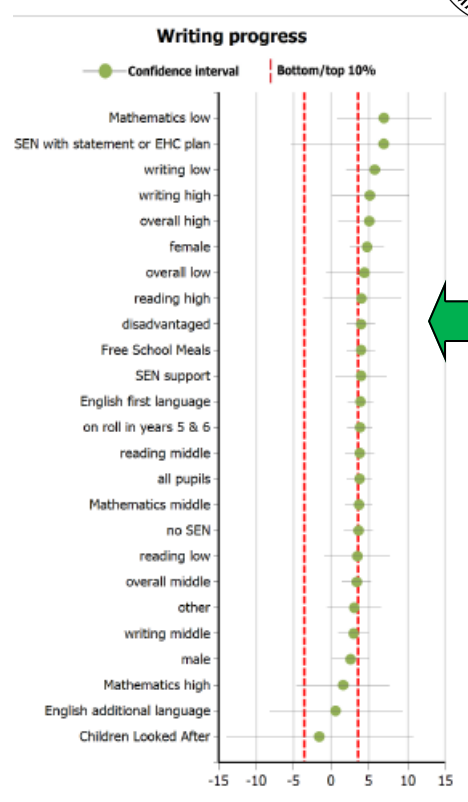 Writing progress
Confidence interval Bottom/top 10%
Mathematics low
SEN with statement or EHC plan
writing low
writing high
overall high
female
overall low
reading high
disadvantaged
Free School Meals
SEN support
English first language
on roll in years 5 & 6
reading middle
all pupils
Mathematics middle
no SEN
reading low
overall middle
other
writing middle
male
Mathematics high
English additional language
Children Looked After
-15 -10 -5 0 5 10 15